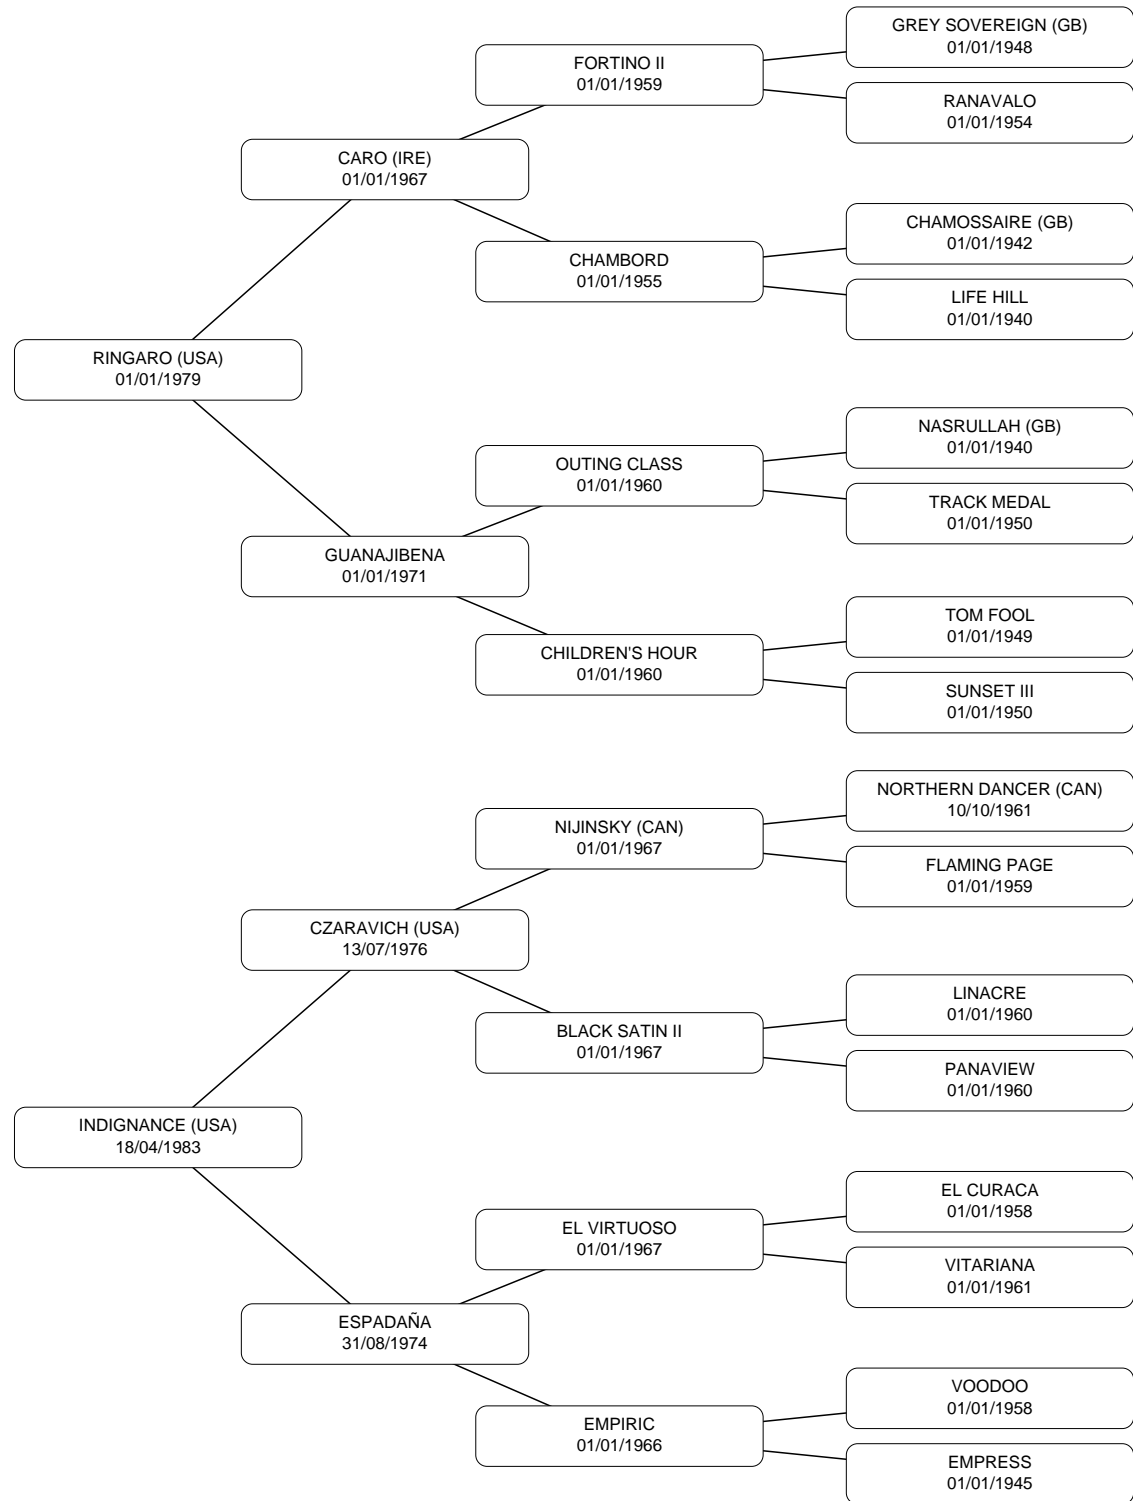 GREY SOVEREIGN (GB)
01/01/1948
FORTINO II
01/01/1959
RANAVALO
01/01/1954
CARO (IRE)
01/01/1967
CHAMOSSAIRE (GB)
01/01/1942
CHAMBORD
01/01/1955
LIFE HILL
01/01/1940
RINGARO (USA)
01/01/1979
NASRULLAH (GB)
01/01/1940
OUTING CLASS
01/01/1960
TRACK MEDAL
01/01/1950
GUANAJIBENA
01/01/1971
TOM FOOL
01/01/1949
CHILDREN'S HOUR
01/01/1960
SUNSET III
01/01/1950
NORTHERN DANCER (CAN)
10/10/1961
NIJINSKY (CAN)
01/01/1967
FLAMING PAGE
01/01/1959
CZARAVICH (USA)
13/07/1976
LINACRE
01/01/1960
BLACK SATIN II
01/01/1967
PANAVIEW
01/01/1960
INDIGNANCE (USA)
18/04/1983
EL CURACA
01/01/1958
EL VIRTUOSO
01/01/1967
VITARIANA
01/01/1961
ESPADAÑA
31/08/1974
VOODOO
01/01/1958
EMPIRIC
01/01/1966
EMPRESS
01/01/1945